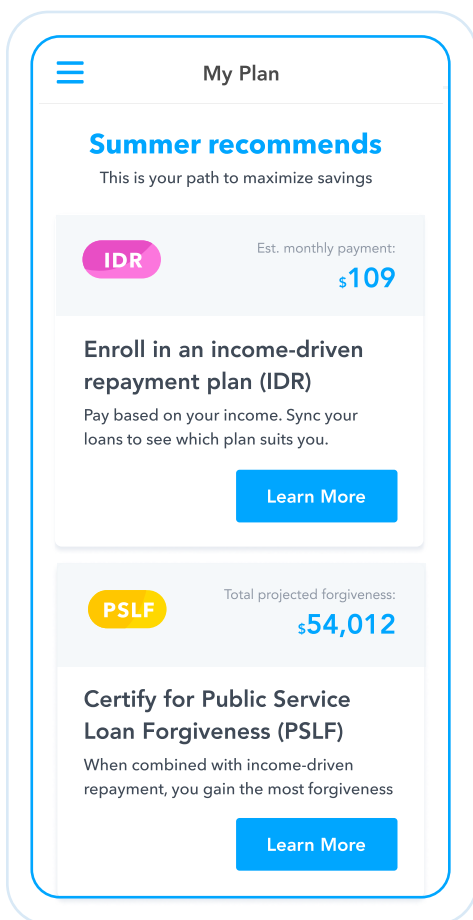 My Plan
Summer recommends
This is your path to maximize savings
IDR
Est. monthly payment:
$109
Enroll in an income-driven
repayment plan (IDR)
Pay based on your income. Sync your
loans to see which plan suits you.
Learn More
PSLF
Total projected forgiveness:
$54,012
Certify for Public Service
Loan Forgiveness (PSLF)
When combined with income-driven
repayment, you gain the most forgiveness
Learn More